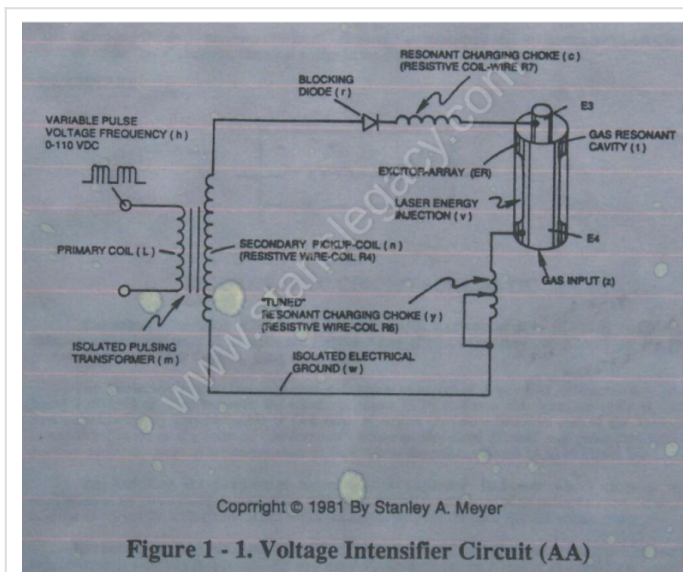 RESONANT CHARGING CHOKE ( c )
(RESISTIVE COIL-WIRE R7)
BLOCKING
DIODE ( r )
E3
VARIABLE PULSE
VOLTAGE FREQUENCY ( h )
0-110 VDC
GAS RESONANT
CAVITY ( t )
EXCITOR-ARRAY (ER)
LASER ENERGY
INJECTION ( v )
PRIMARY COIL ( L )
SECONDARY PICKUP-COIL ( n )
(RESISTIVE WIRE-COIL R4)
E4
GAS INPUT (z)
"TUNED"
RESONANT CHARGING CHOKE ( y )
(RESISTIVE WIRE-COIL R6)
ISOLATED PULSING
TRANSFORMER ( m )
ISOLATED ELECTRICAL
GROUND ( w )
www.stanslegacy.com
Coprright © 1981 By Stanley A. Meyer
Figure 1 - 1. Voltage Intensifier Circuit (AA)